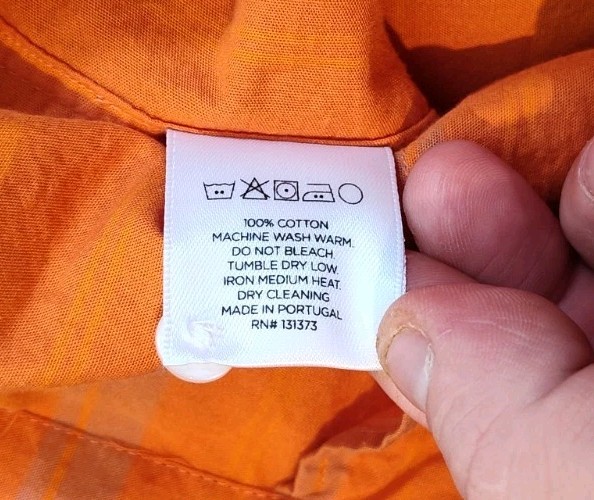 100% COTTON
MACHINE WASH WARM.
DO NOT BLEACH.
TUMBLE DRY LOW.
IRON MEDIUM HEAT.
DRY CLEANING
MADE IN PORTUGAL
RN# 131373